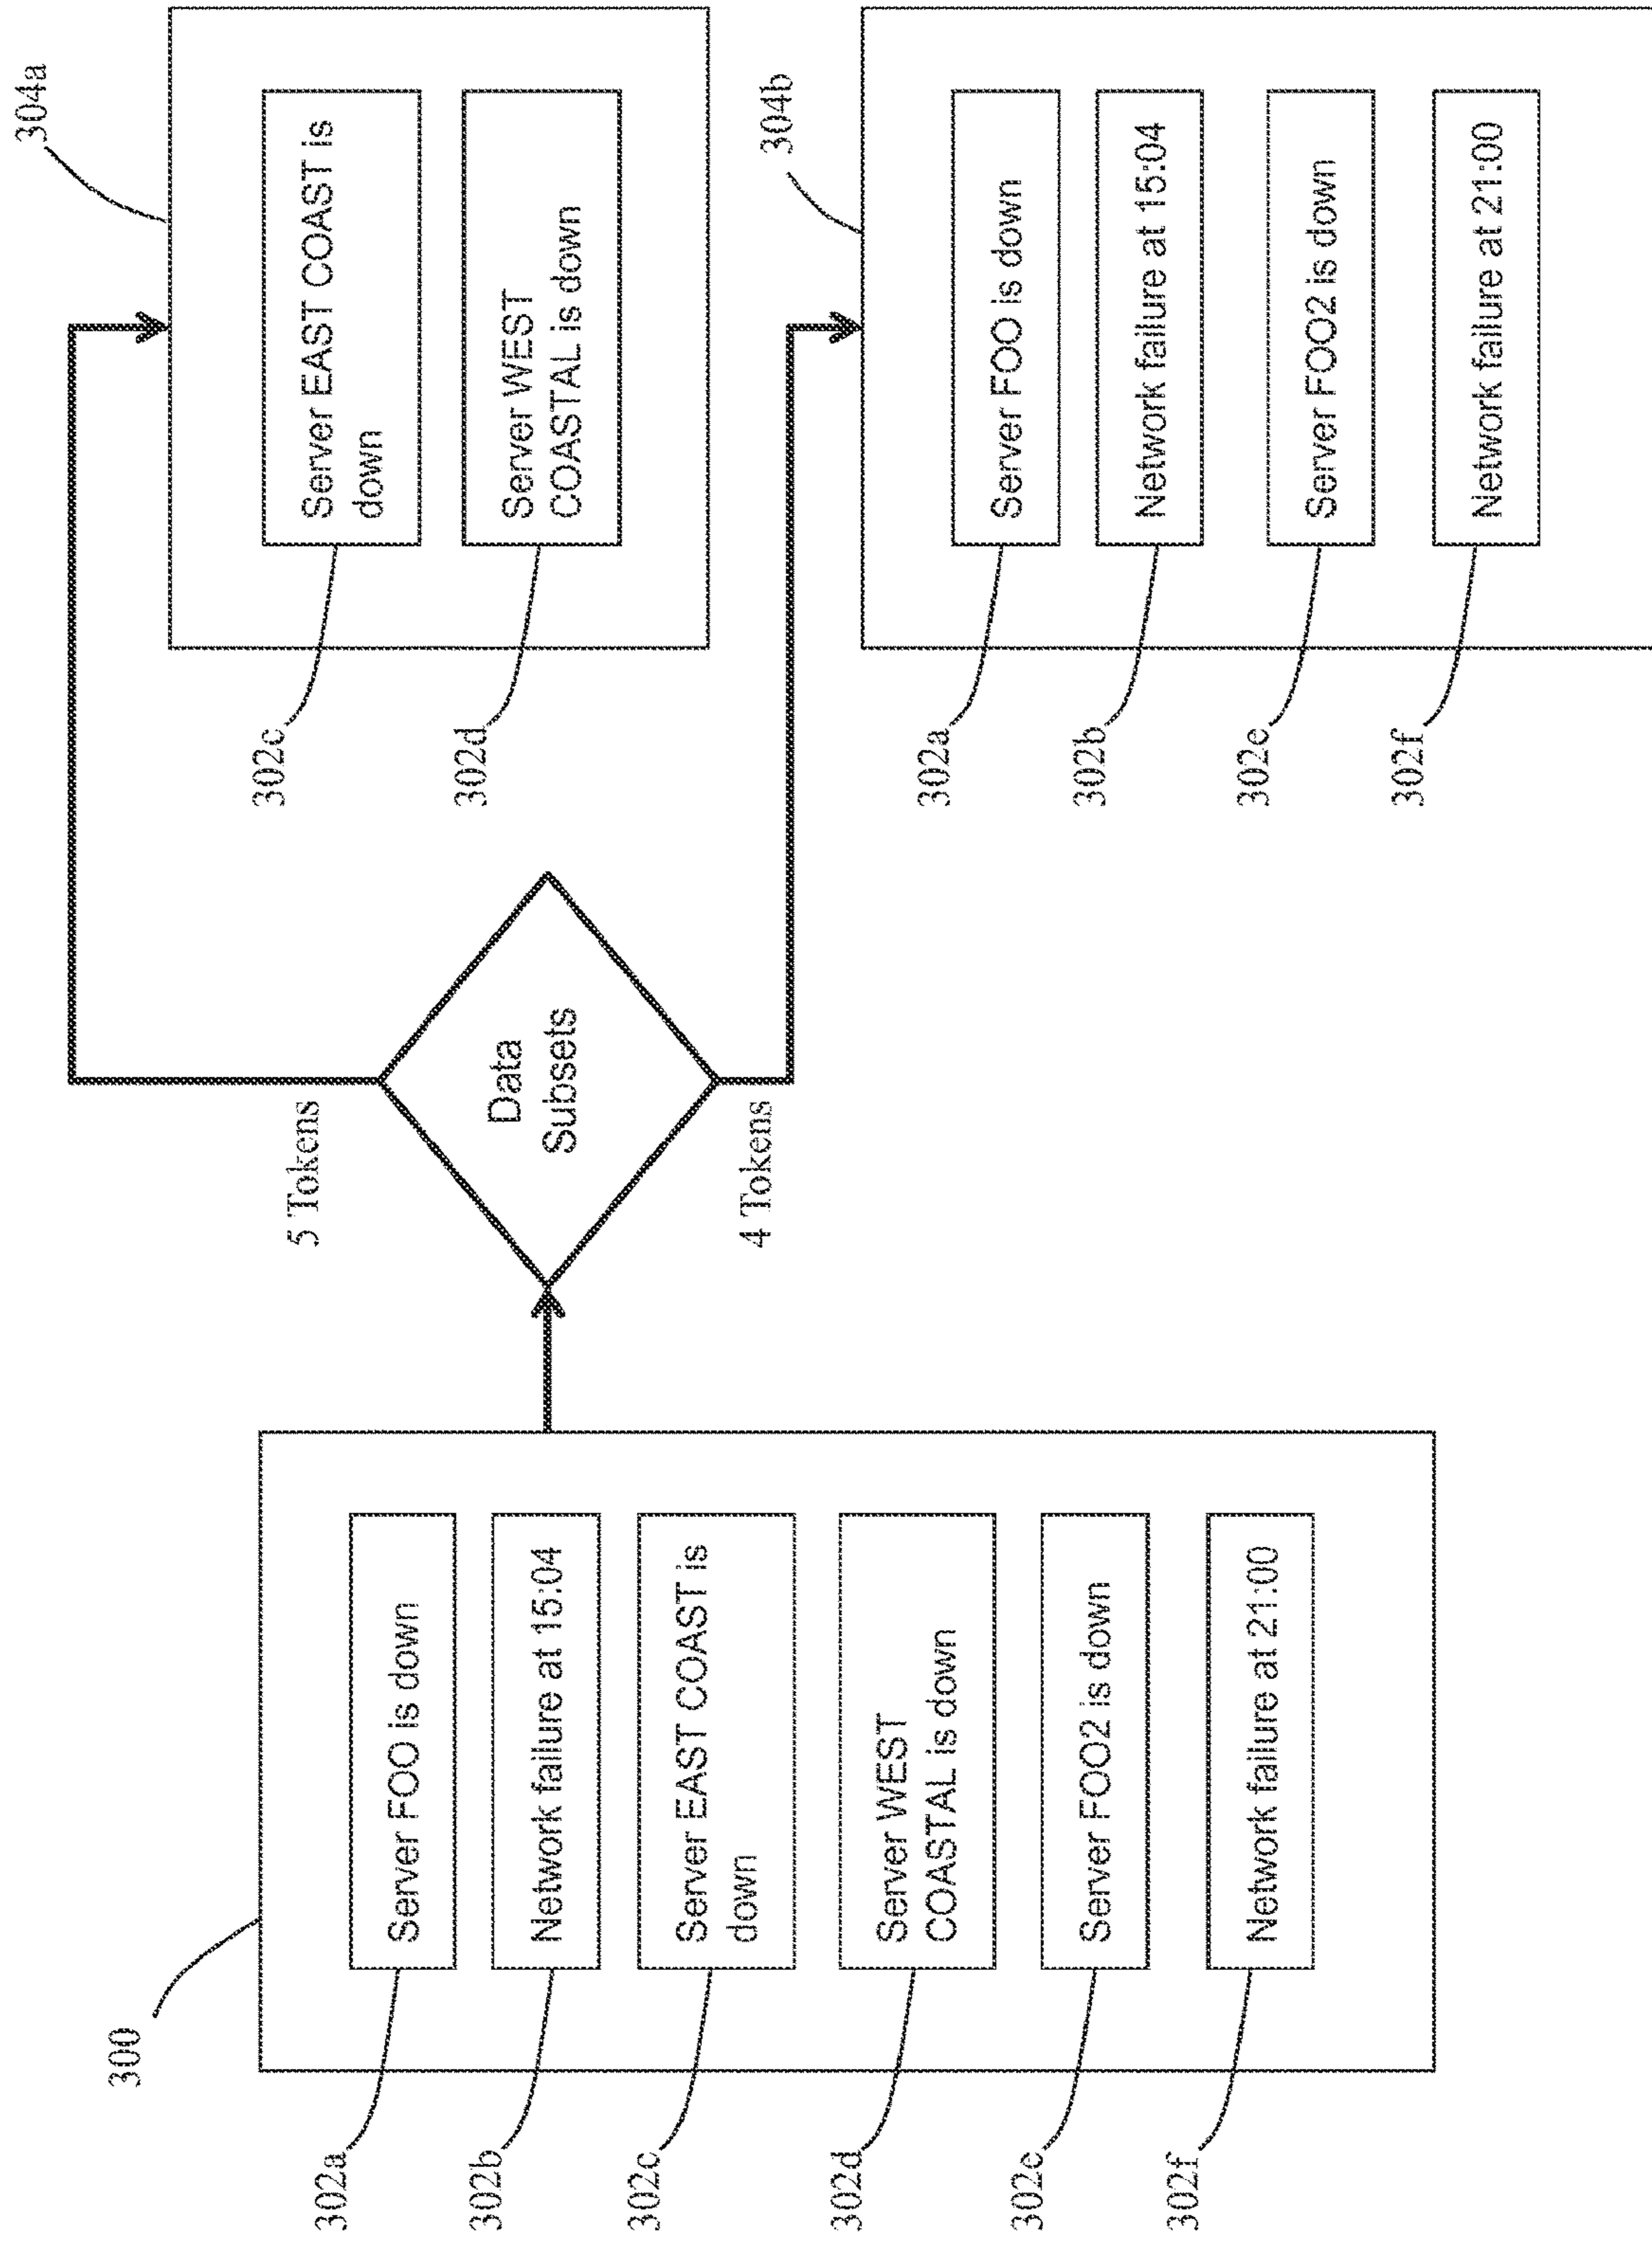 300
302a
Server FOO is down
302b
Network failure at 15:04
302c
Server EAST COAST is
down
302d
Server WEST
COASTAL is down
302e
Server FOO2 is down
302f
Network failure at 21:00
Data
Subsets
5 Tokens
4 Tokens
304a
302c
Server EAST COAST is
down
302d
Server WEST
COASTAL is down
304b
302a
Server FOO is down
302b
Network failure at 15:04
302e
Server FOO2 is down
302f
Network failure at 21:00